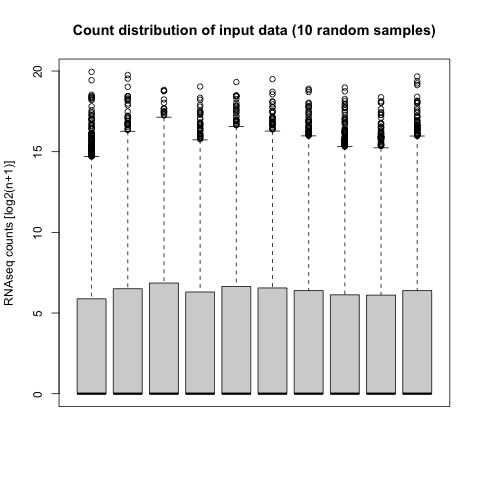 Count distribution of input data (10 random samples)
RNAseq counts [log2(n+1)]
20
15
10
5
0